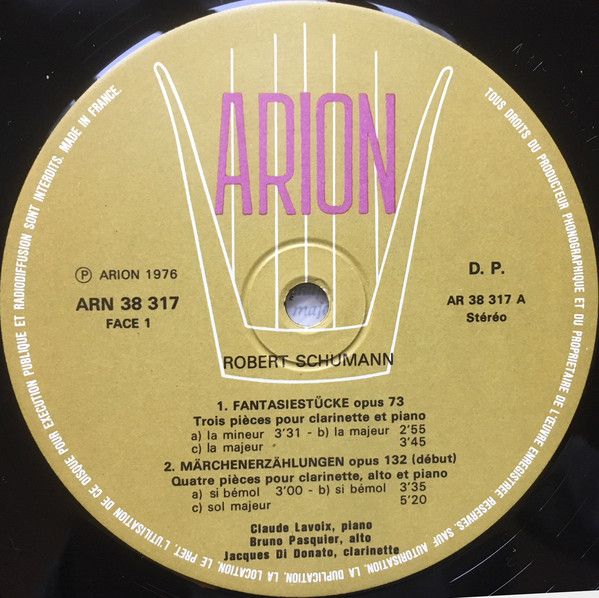 ARION
℗ ARION 1976
ARN 38 317
FACE 1
D. P.
AR 38 317 A
Stéréo
ROBERT SCHUMANN
1. FANTASIESTÜCKE opus 73
Trois pièces pour clarinette et piano
a) la mineur 3'31 - b) la majeur 2'55
c) la majeur 3'45
2. MÄRCHENERZÄHLUNGEN opus 132 (début)
Quatre pièces pour clarinette, alto et piano
a) si bémol 3'00 - b) si bémol 3'35
c) sol majeur 5'20
Claude Lavoix, piano
Bruno Pasquier, alto
Jacques Di Donato, clarinette
TOUS DROITS DU PRODUCTEUR PHONOGRAPHIQUE ET DU PROPRIETAIRE DE L'ŒUVRE ENREGISTREE RESERVES. SAUF AUTORISATION, LA DUPLICATION, LA LOCATION, LE PRET, L'UTILISATION DE CE DISQUE POUR EXECUTION PUBLIQUE ET RADIODIFFUSION SONT INTERDITS. MADE IN FRANCE.